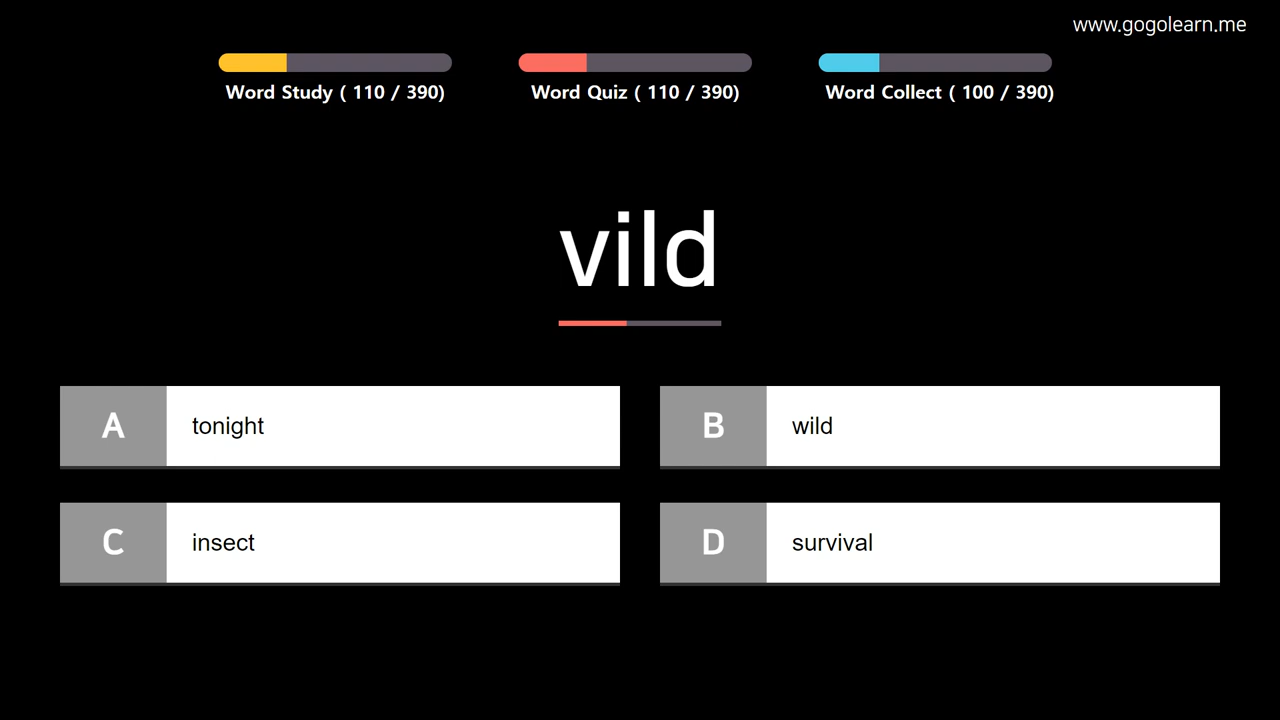 www.gogolearn.me
Word Study ( 110 / 390)
Word Quiz ( 110 / 390)
Word Collect ( 100 / 390)
vild
A tonight
B wild
C insect
D survival